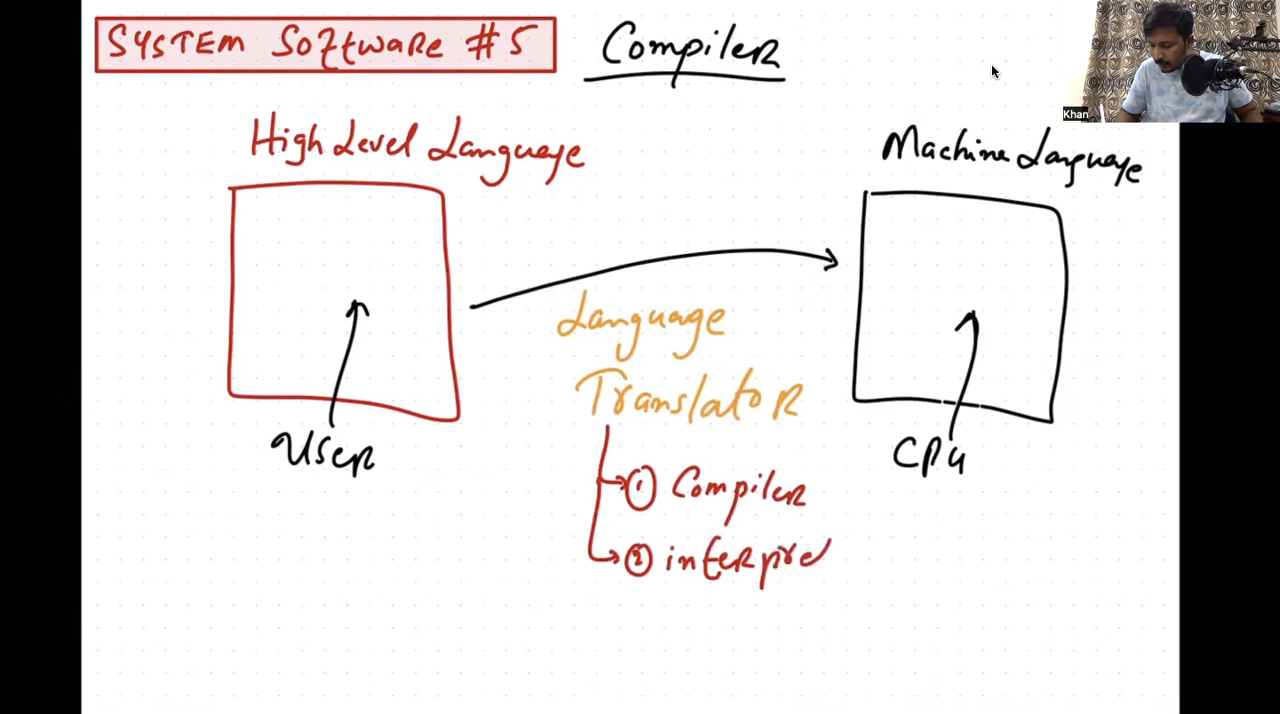 SYSTEM SOFTWARE #5
Compiler
Khan
High Level Language
Machine Language
Language
Translator
User
CPU
① Compiler
② interpre